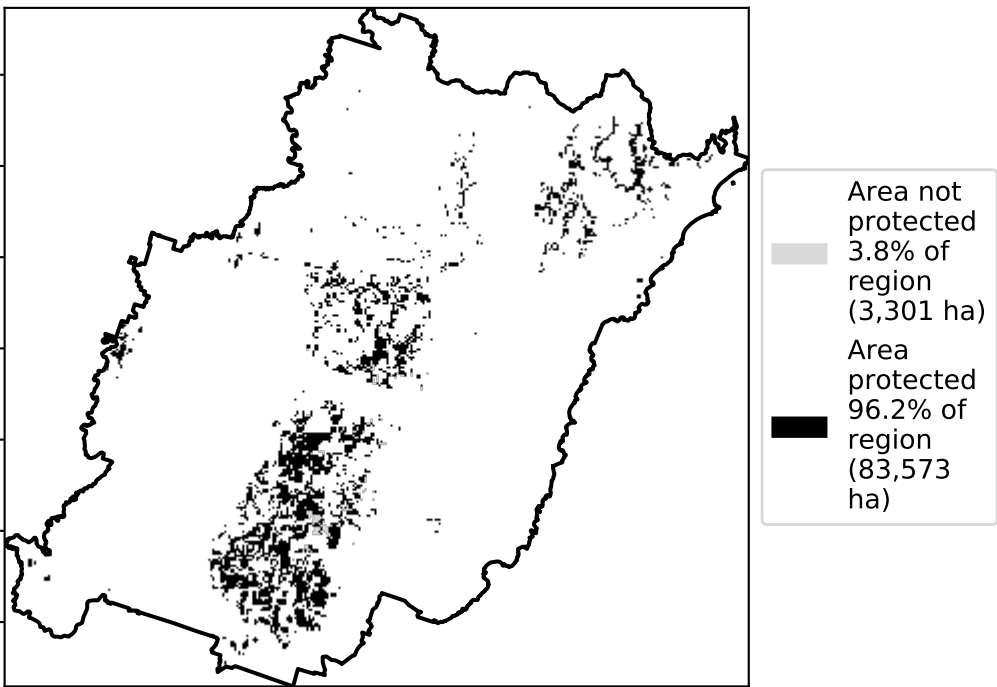 Area not
protected
3.8% of
region
(3,301 ha)
Area
protected
96.2% of
region
(83,573
ha)